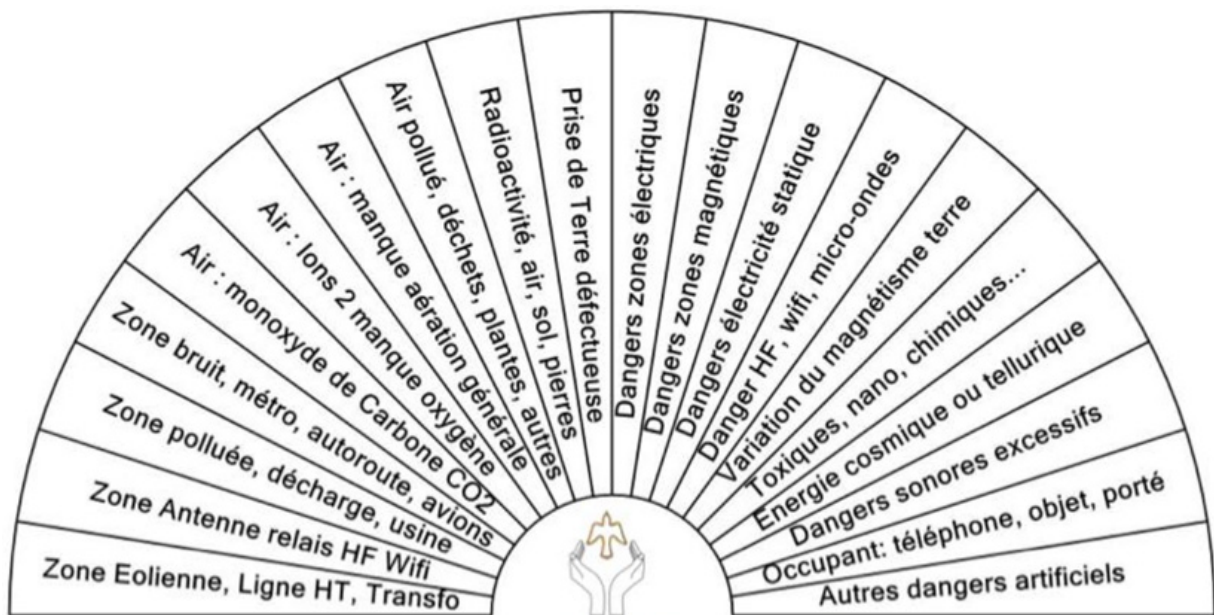 Zone Eolienne, Ligne HT, Transfo
Zone Antenne relais HF Wifi
Zone polluée, décharge, usine
Zone bruit, métro, autoroute, avions
Air : monoxyde de Carbone CO2
Air : Ions 2 manque oxygène
Air : manque aération générale
Air pollué, déchets, plantes, autres
Radioactivité, air, sol, pierres
Prise de Terre défectueuse
Dangers zones électriques
Dangers zones magnétiques
Dangers électricité statique
Danger HF, wifi, micro-ondes
Variation du magnétisme terre
Toxiques, nano, chimiques...
Energie cosmique ou tellurique
Dangers sonores excessifs
Occupant: téléphone, objet, porté
Autres dangers artificiels